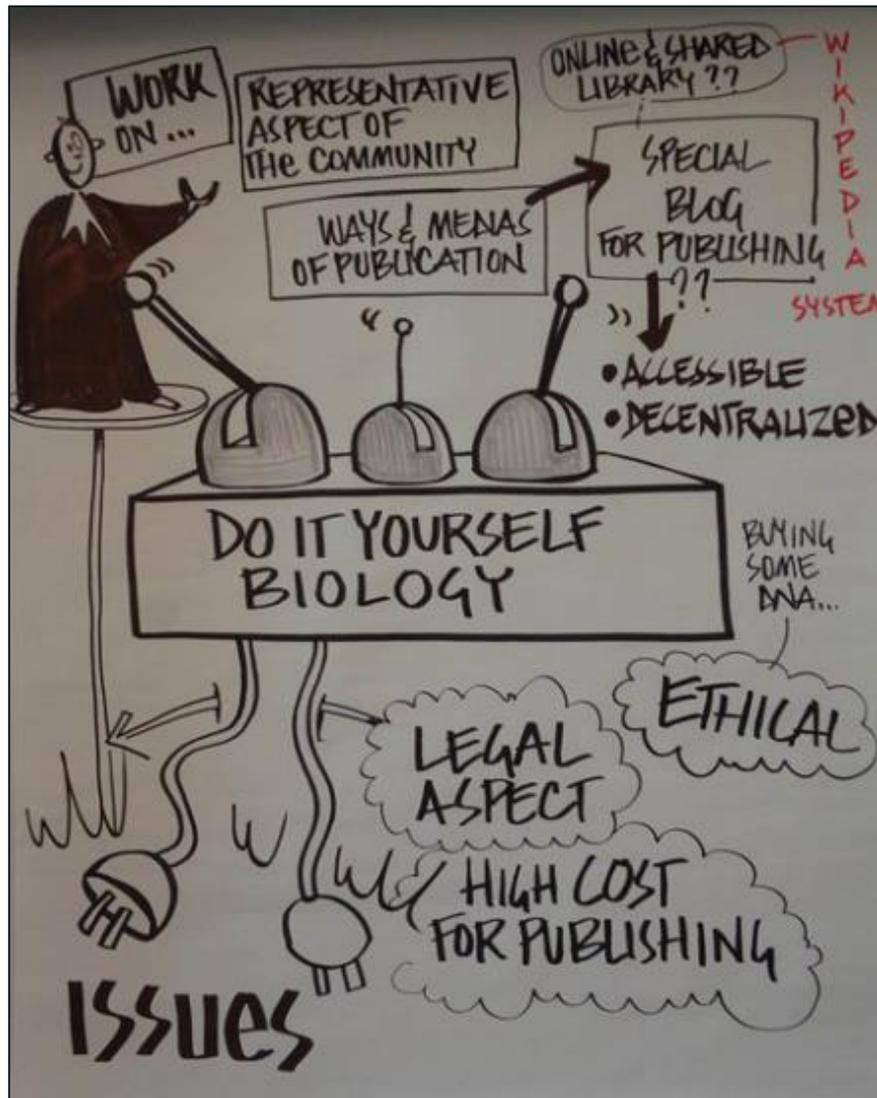 WORK
ON...
REPRESENTATIVE
ASPECT OF
THE COMMUNITY
ONLINE & SHARED
LIBRARY ??
WIKIPEDIA
SYSTEM
WAYS & MENAS
OF PUBLICATION
SPECIAL
BLOG
FOR PUBLISHING
??
• ACCESSIBLE
• DECENTRALIZED
DO IT YOURSELF
BIOLOGY
BUYING
SOME
DNA...
ETHICAL
LEGAL
ASPECT
HIGH COST
FOR PUBLISHING
ISSUES